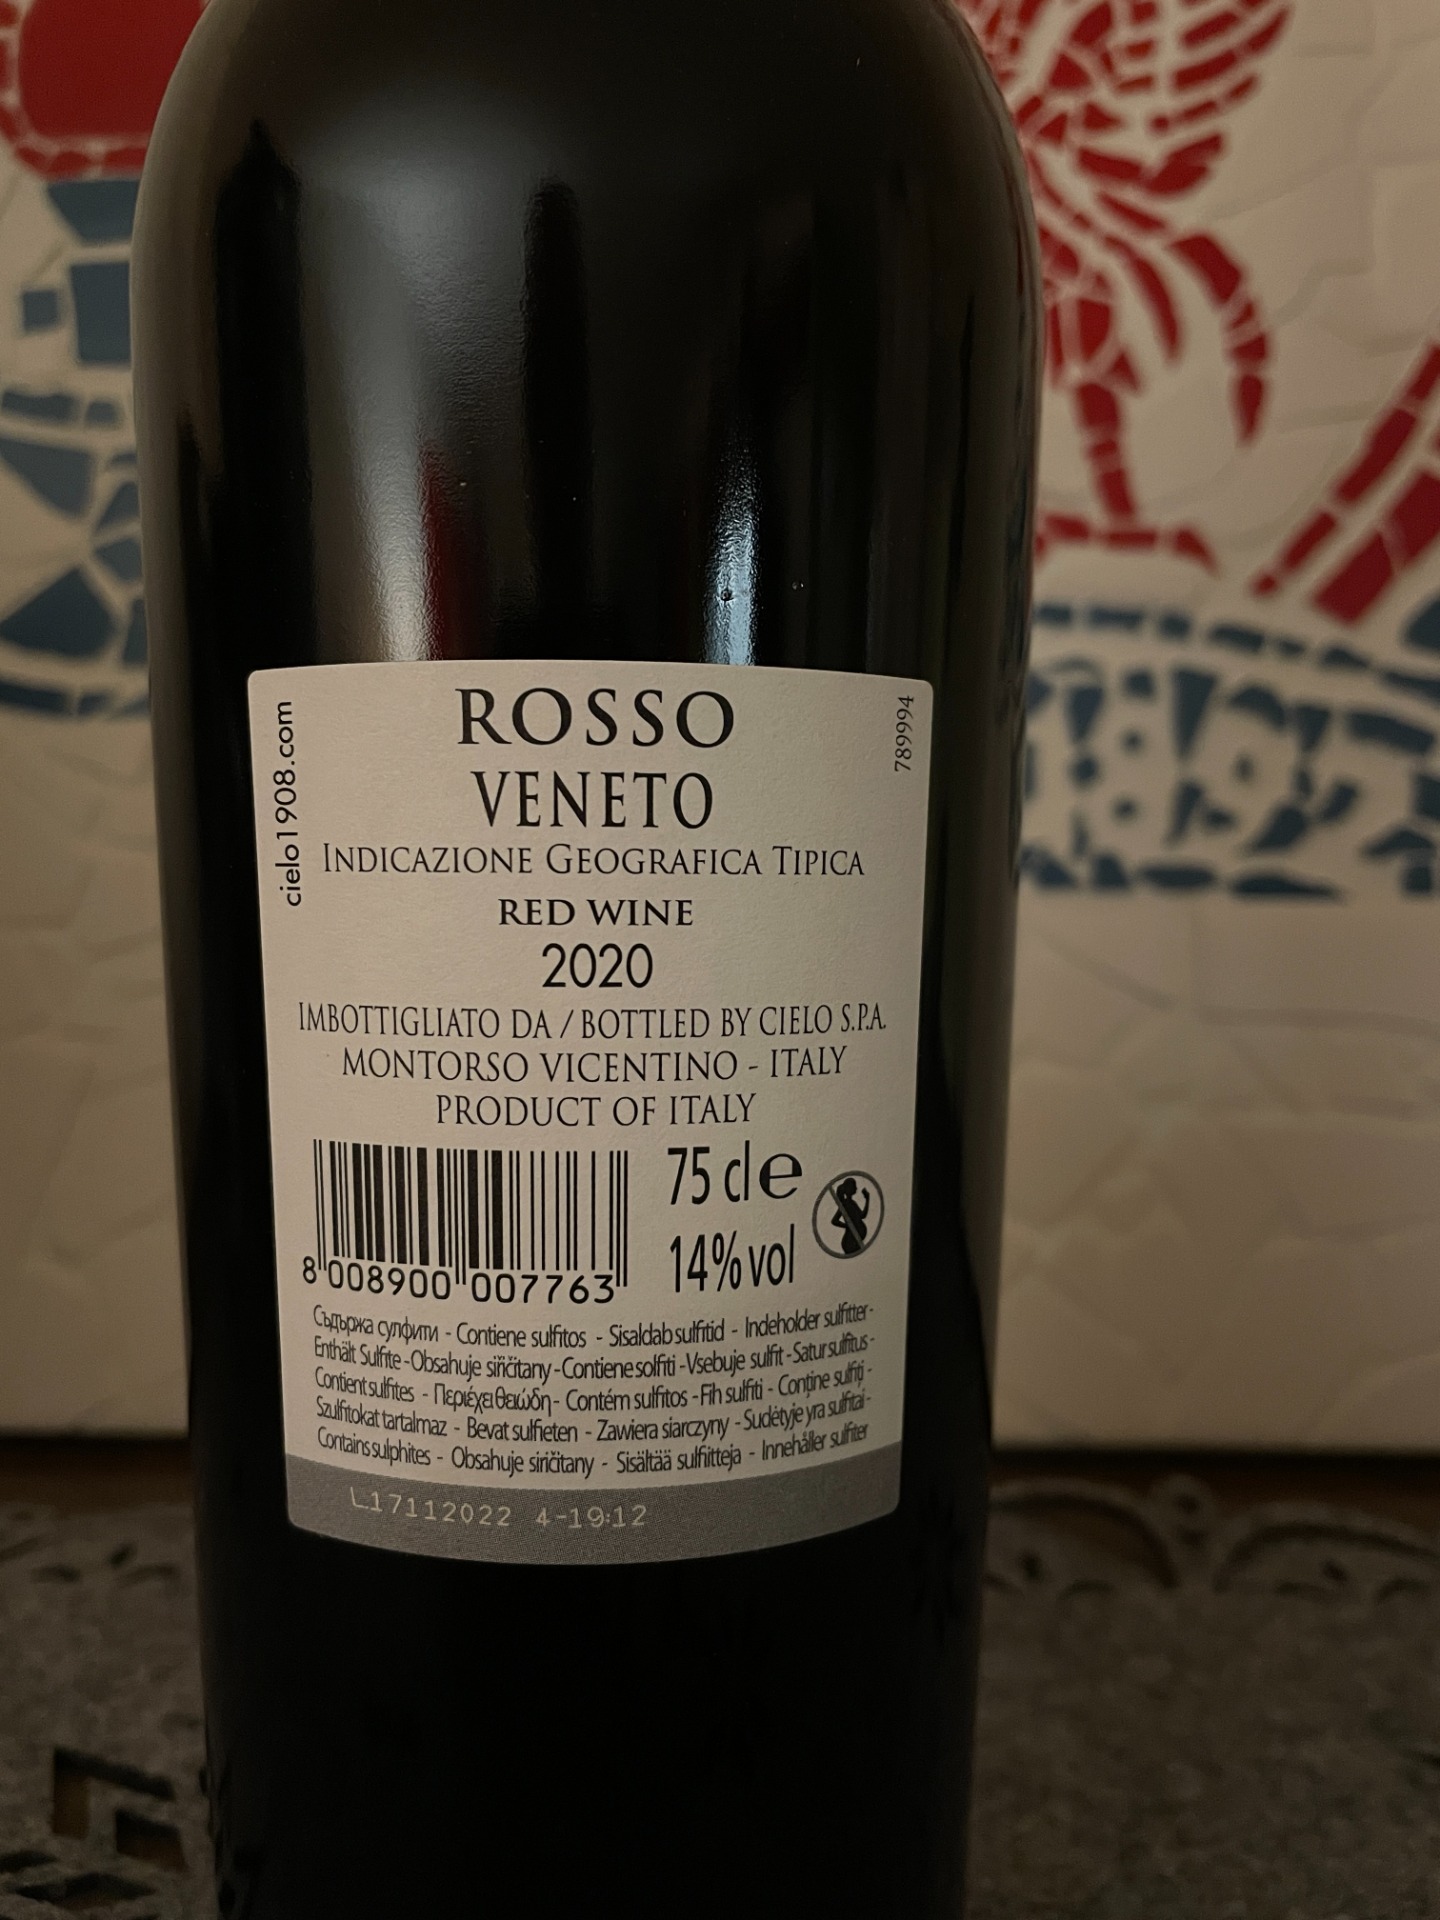 ROSSO
VENETO
INDICAZIONE GEOGRAFICA TIPICA
RED WINE
2020
IMBOTTIGLIATO DA / BOTTLED BY CIELO S.P.A.
MONTORSO VICENTINO - ITALY
PRODUCT OF ITALY
cielo1908.com
789994
75 cl e
14% vol
8 008900 007763
Съдържа сулфити - Contiene sulfitos - Sisaldab sulfitid - Indeholder sulfitter-
Enthält Sulfite - Obsahuje siřičitany - Contiene solfiti - Vsebuje sulfit - Satur sulfītus -
Contient sulfites - Περιέχει θειώδη - Contém sulfitos - Fih sulfiti - Conține sulfiți -
Szulfitokat tartalmaz - Bevat sulfieten - Zawiera siarczyny - Sudėtyje yra sulfitai -
Contains sulphites - Obsahuje siričitany - Sisältää sulfiitteja - Innehåller sulfiter
L17112022 4-19:12